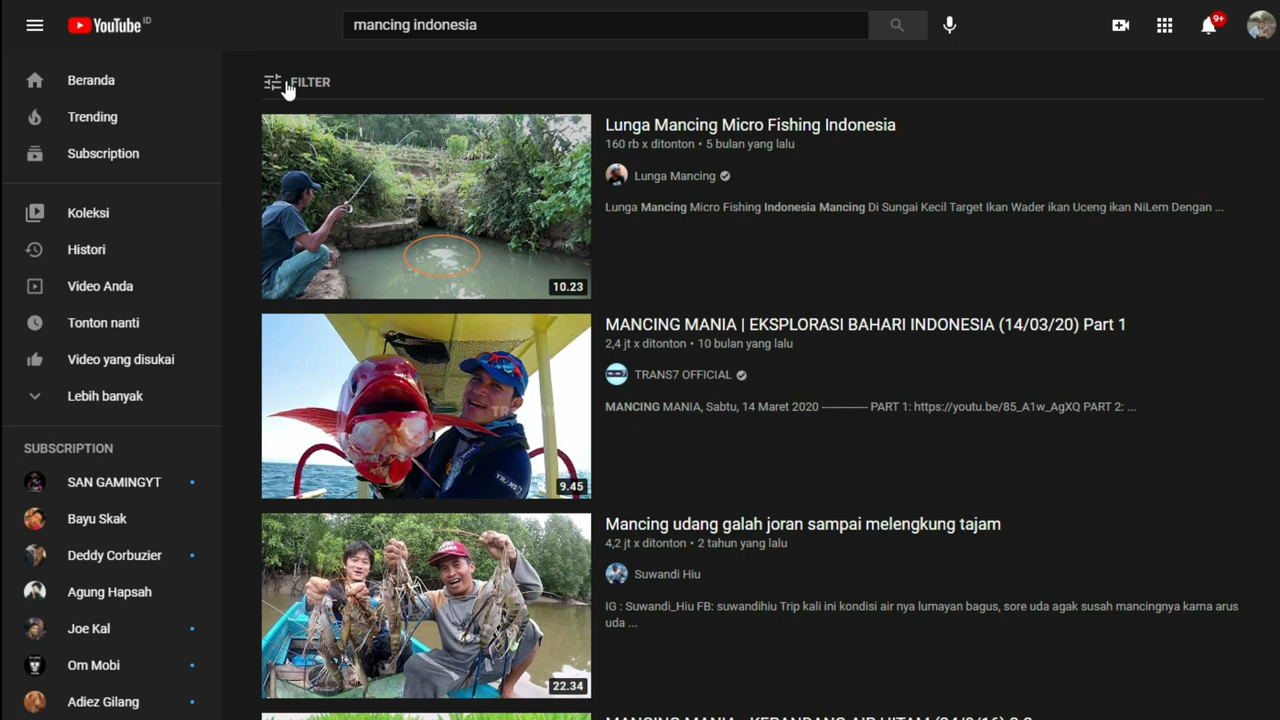 YouTube ID
mancing indonesia
9+
Beranda
Trending
Subscription
Koleksi
Histori
Video Anda
Tonton nanti
Video yang disukai
Lebih banyak
SUBSCRIPTION
SAN GAMINGYT
Bayu Skak
Deddy Corbuzier
Agung Hapsah
Joe Kal
Om Mobi
Adiez Gilang
FILTER
10.23
Lunga Mancing Micro Fishing Indonesia
160 rb x ditonton • 5 bulan yang lalu
Lunga Mancing
Lunga Mancing Micro Fishing Indonesia Mancing Di Sungai Kecil Target Ikan Wader ikan Uceng ikan NiLem Dengan ...
9.45
MANCING MANIA | EKSPLORASI BAHARI INDONESIA (14/03/20) Part 1
2,4 jt x ditonton • 10 bulan yang lalu
TRANS7 OFFICIAL
MANCING MANIA, Sabtu, 14 Maret 2020 ------------ PART 1: https://youtu.be/85_A1w_AgXQ PART 2: ...
22.34
Mancing udang galah joran sampai melengkung tajam
4,2 jt x ditonton • 2 tahun yang lalu
Suwandi Hiu
IG : Suwandi_Hiu FB: suwandihiu Trip kali ini kondisi air nya lumayan bagus, sore uda agak susah mancingnya karna arus
uda ...